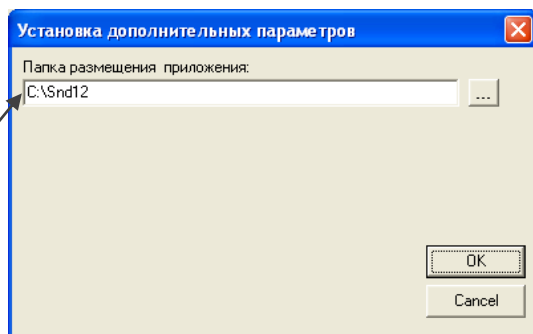 Установка дополнительных параметров
Папка размещения приложения:
C:\Snd12
...
OK
Cancel